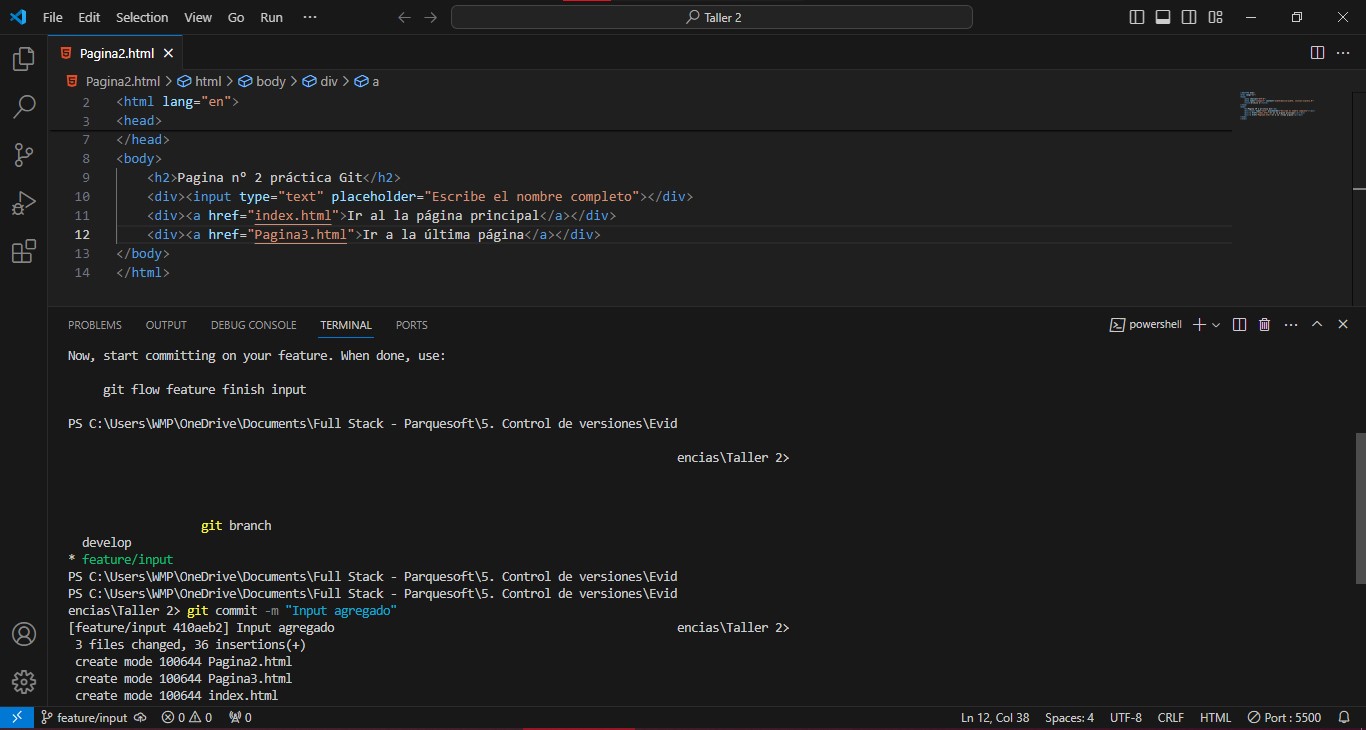 File Edit Selection View Go Run ··· Taller 2
Pagina2.html
Pagina2.html > html > body > div > a
2 <html lang="en">
3 <head>
7 </head>
8 <body>
9 <h2>Pagina nº 2 práctica Git</h2>
10 <div><input type="text" placeholder="Escribe el nombre completo"></div>
11 <div><a href="index.html">Ir al la página principal</a></div>
12 <div><a href="Pagina3.html">Ir a la última página</a></div>
13 </body>
14 </html>
PROBLEMS OUTPUT DEBUG CONSOLE TERMINAL PORTS powershell
Now, start committing on your feature. When done, use:
git flow feature finish input
PS C:\Users\WMP\OneDrive\Documents\Full Stack - Parquesoft\5. Control de versiones\Evid
encias\Taller 2>
git branch
develop
* feature/input
PS C:\Users\WMP\OneDrive\Documents\Full Stack - Parquesoft\5. Control de versiones\Evid
PS C:\Users\WMP\OneDrive\Documents\Full Stack - Parquesoft\5. Control de versiones\Evid
encias\Taller 2> git commit -m "Input agregado"
[feature/input 410aeb2] Input agregado encias\Taller 2>
3 files changed, 36 insertions(+)
create mode 100644 Pagina2.html
create mode 100644 Pagina3.html
create mode 100644 index.html
feature/input 0 0 0 Ln 12, Col 38 Spaces: 4 UTF-8 CRLF HTML Port : 5500